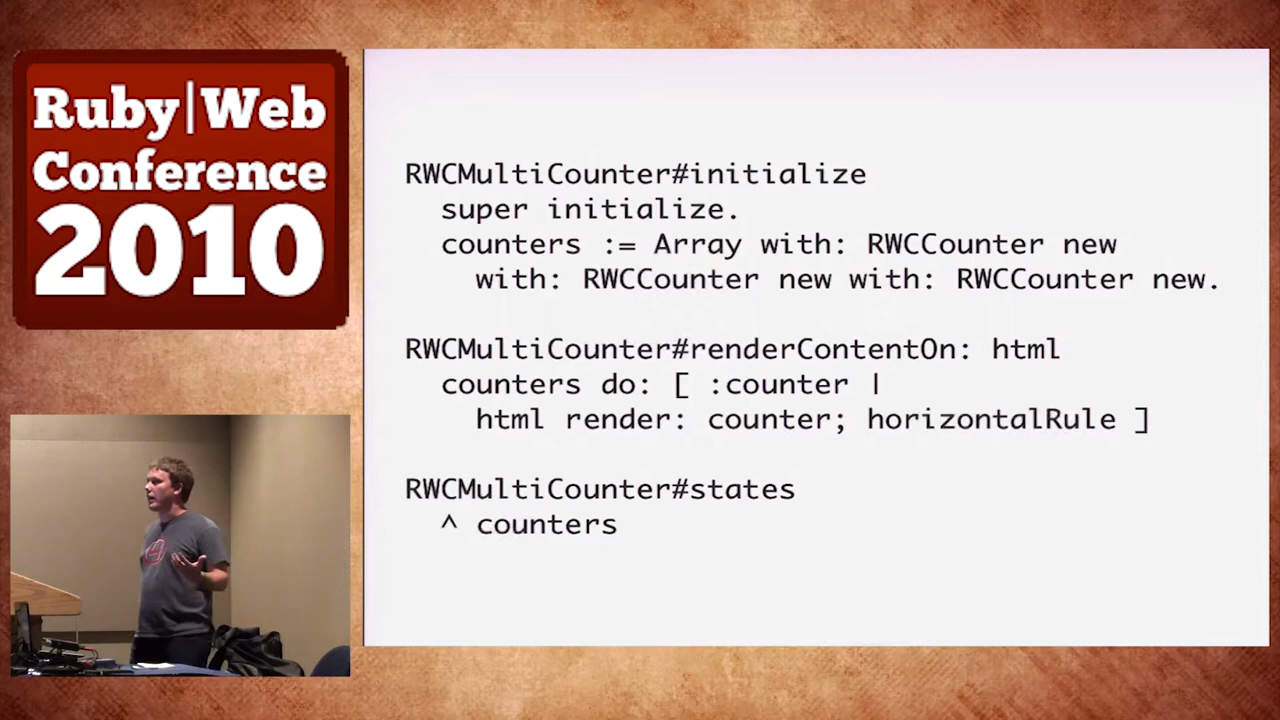 Ruby|Web
Conference
2010
RWCMultiCounter#initialize
super initialize.
counters := Array with: RWCCounter new
with: RWCCounter new with: RWCCounter new.
RWCMultiCounter#renderContentOn: html
counters do: [ :counter |
html render: counter; horizontalRule ]
RWCMultiCounter#states
^ counters